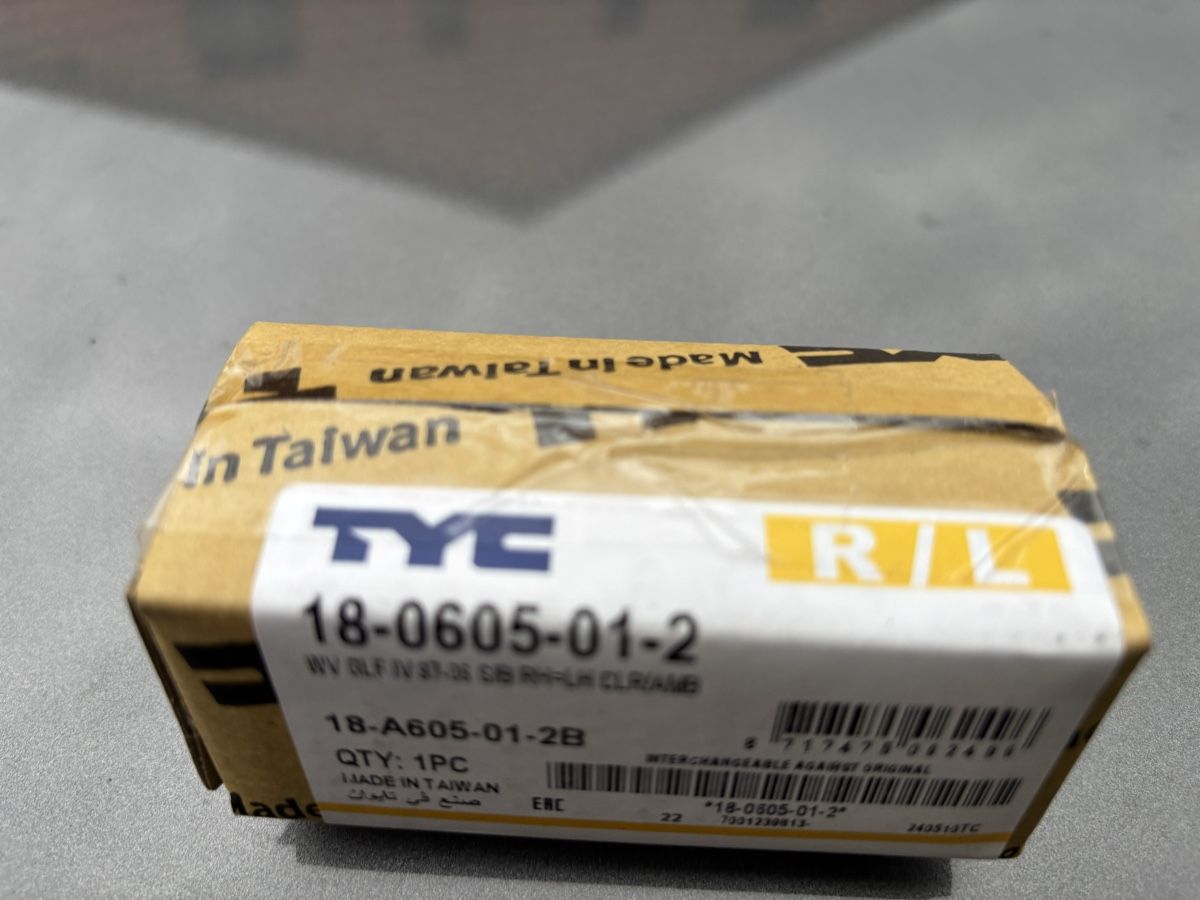 Made In Taiwan
In Taiwan
TYC
R/L
18-0605-01-2
WV GLF IV 97-05 S/B RH=LH CLR/AMB
18-A605-01-2B
QTY: 1PC
MADE IN TAIWAN
صنع في تايوان
EAC
INTERCHANGEABLE AGAINST ORIGINAL
*18-0605-01-2*
22
240510TC
Made